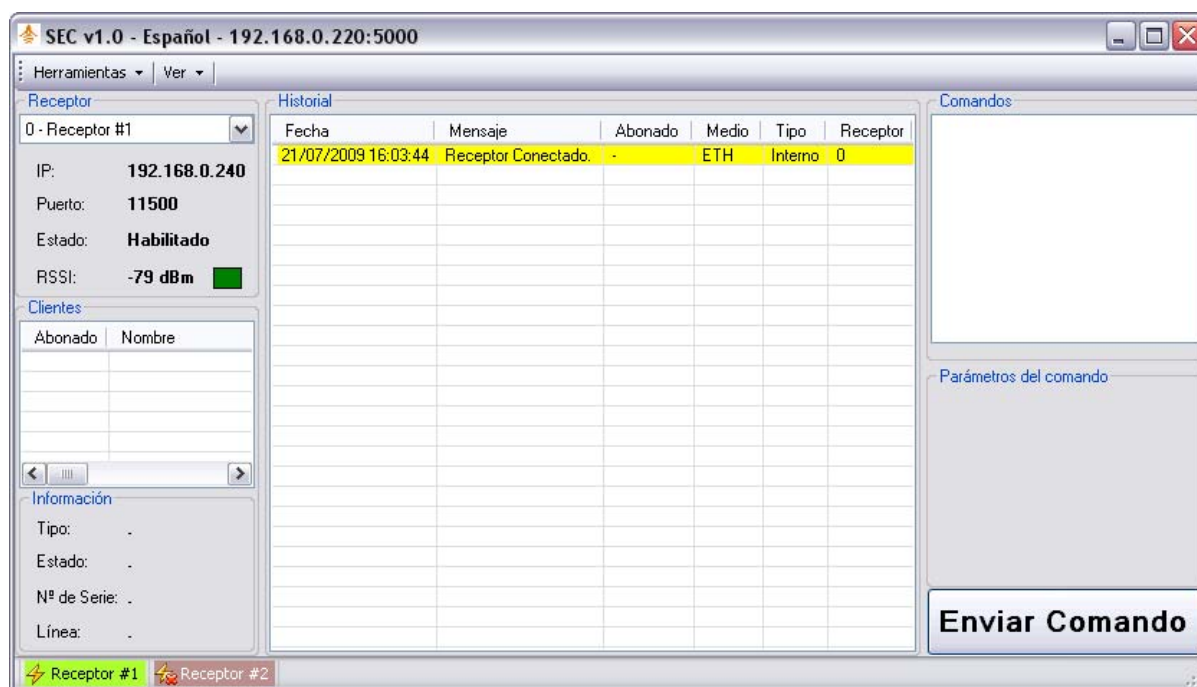 SEC v1.0 - Español - 192.168.0.220:5000
Herramientas Ver
Receptor
0 - Receptor #1
IP: 192.168.0.240
Puerto: 11500
Estado: Habilitado
RSSI: -79 dBm
Clientes
Abonado Nombre
Información
Tipo: .
Estado: .
Nº de Serie: .
Línea: .
Historial
Fecha Mensaje Abonado Medio Tipo Receptor
21/07/2009 16:03:44 Receptor Conectado. - ETH Interno 0
Comandos
Parámetros del comando
Enviar Comando
Receptor #1 Receptor #2